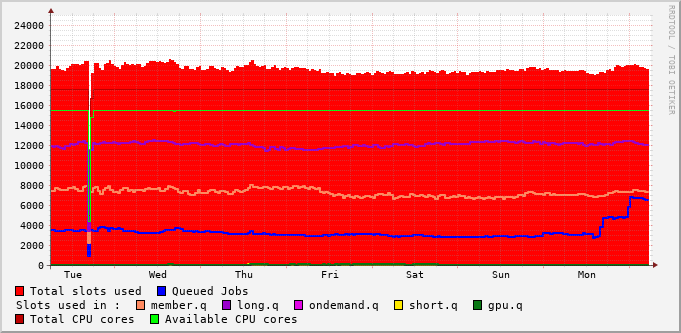 24000
22000
20000
18000
16000
14000
12000
10000
8000
6000
4000
2000
0
Tue Wed Thu Fri Sat Sun Mon
RRDTOOL / TOBI OETIKER
Total slots used Queued Jobs
Slots used in : member.q long.q ondemand.q short.q gpu.q
Total CPU cores Available CPU cores